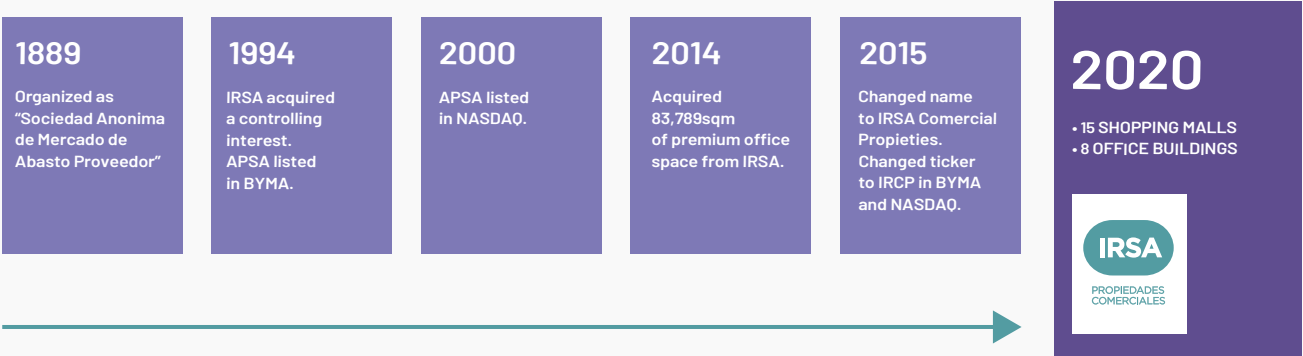 1889
Organized as
“Sociedad Anonima
de Mercado de
Abasto Proveedor”
1994
IRSA acquired
a controlling
interest.
APSA listed
in BYMA.
2000
APSA listed
in NASDAQ.
2014
Acquired
83,789sqm
of premium office
space from IRSA.
2015
Changed name
to IRSA Comercial
Propieties.
Changed ticker
to IRCP in BYMA
and NASDAQ.
2020
• 15 SHOPPING MALLS
• 8 OFFICE BUILDINGS
IRSA
PROPIEDADES
COMERCIALES